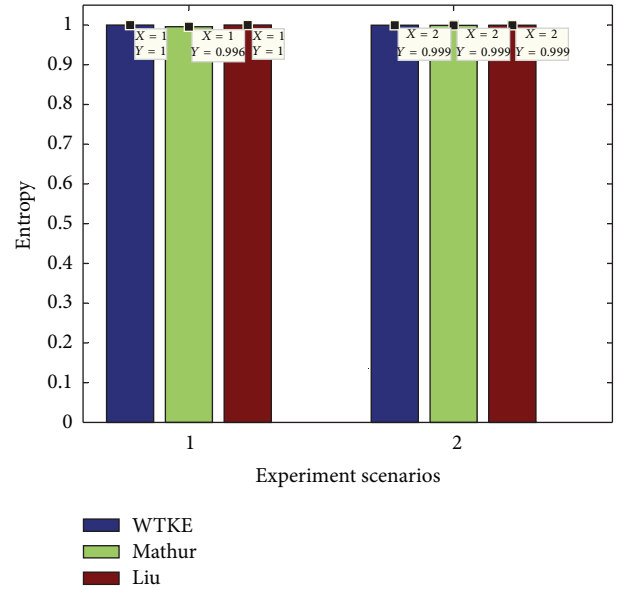 1
0.9
0.8
0.7
0.6
0.5
0.4
0.3
0.2
0.1
0
Entropy
X = 1
Y = 1
X = 1
Y = 0.996
X = 1
Y = 1
X = 2
Y = 0.999
X = 2
Y = 0.999
X = 2
Y = 0.999
1
2
Experiment scenarios
WTKE
Mathur
Liu